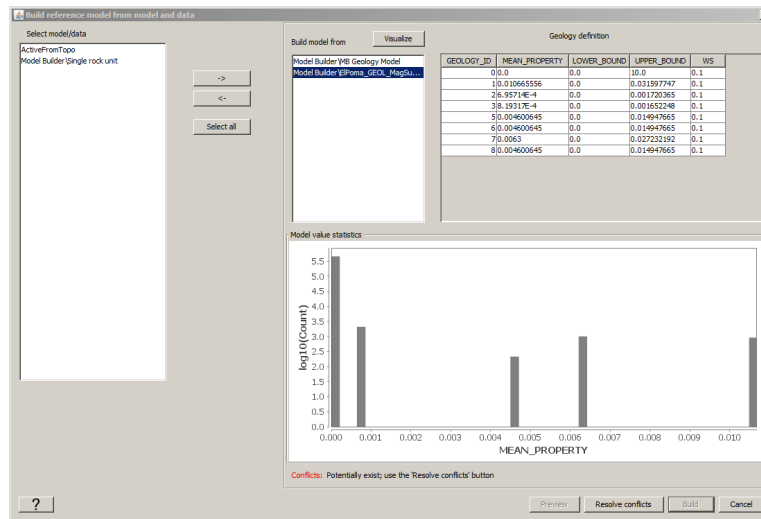 Build reference model from model and data
Select model/data
ActiveFromTopo
Model Builder\Single rock unit
->
<-
Select all
Build model from
Visualize
Model Builder\MB Geology Model
Model Builder\ElPoma_GEOL_MagSu...
Geology definition
GEOLOGY_ID MEAN_PROPERTY LOWER_BOUND UPPER_BOUND WS
0 0.0 0.0 10.0 0.1
1 0.010665556 0.0 0.031597747 0.1
2 6.95714E-4 0.0 0.001720365 0.1
3 8.19317E-4 0.0 0.001652248 0.1
5 0.004600645 0.0 0.014947665 0.1
6 0.004600645 0.0 0.014947665 0.1
7 0.0063 0.0 0.027232192 0.1
8 0.004600645 0.0 0.014947665 0.1
Model value statistics
log10(Count)
5.5
5.0
4.5
4.0
3.5
3.0
2.5
2.0
1.5
1.0
0.5
0.0
0.000 0.001 0.002 0.003 0.004 0.005 0.006 0.007 0.008 0.009 0.010
MEAN_PROPERTY
Conflicts: Potentially exist; use the 'Resolve conflicts' button
?
Preview
Resolve conflicts
Build
Cancel